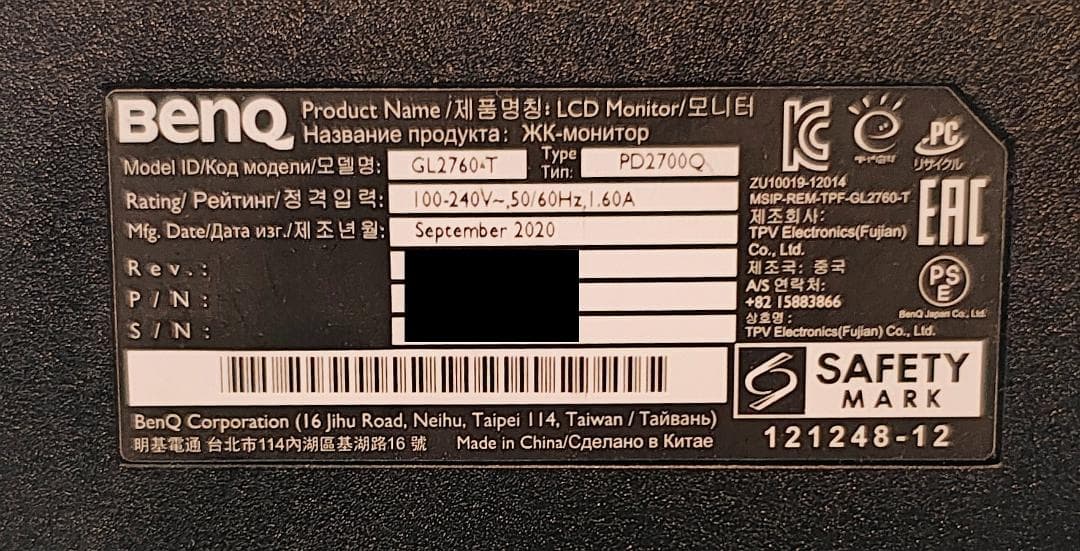 BenQ
Product Name /제품명칭: LCD Monitor/모니터
Название продукта: ЖК-монитор
Model ID/Код модели/모델명: GL2760▲T Type Тип: PD2700Q
Rating/ Рейтинг/정격입력: 100-240V~,50/60Hz,1.60A
Mfg. Date/Дата изг./제조년월: September 2020
Rev.:
P/N:
S/N:
BenQ Corporation (16 Jihu Road, Neihu, Taipei 114, Taiwan / Тайвань)
明基電通 台北市114內湖區基湖路16 號 Made in China/Сделано в Китае
PC
リサイクル
ZU10019-12014
MSIP-REM-TPF-GL2760-T
제조회사:
TPV Electronics(Fujian)
Co., Ltd.
제조국: 중국
A/S 연락처:
+82 15883866
상호명:
TPV Electronics(Fujian) Co., Ltd.
EAC
PS
E
BenQ Japan Co., Ltd.
SAFETY
MARK
121248-12